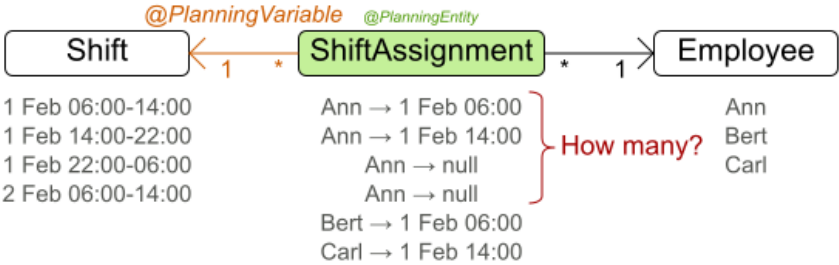 @PlanningVariable @PlanningEntity
Shift ShiftAssignment Employee
1 * * 1
1 Feb 06:00-14:00 Ann → 1 Feb 06:00 Ann
1 Feb 14:00-22:00 Ann → 1 Feb 14:00 How many? Bert
1 Feb 22:00-06:00 Ann → null Carl
2 Feb 06:00-14:00 Ann → null
Bert → 1 Feb 06:00
Carl → 1 Feb 14:00